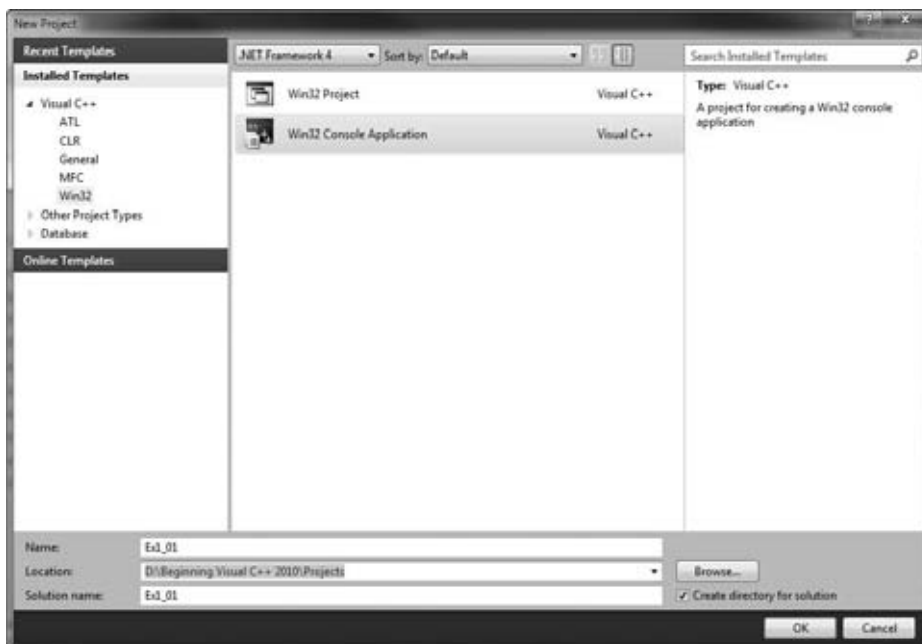 New Project
Recent Templates
Installed Templates
Visual C++
ATL
CLR
General
MFC
Win32
Other Project Types
Database
Online Templates
.NET Framework 4
Sort by: Default
Win32 Project Visual C++
Win32 Console Application Visual C++
Search Installed Templates
Type: Visual C++
A project for creating a Win32 console
application
Name: Ex1_01
Location: D:\Beginning Visual C++ 2010\Projects
Browse...
Solution name: Ex1_01
Create directory for solution
OK Cancel